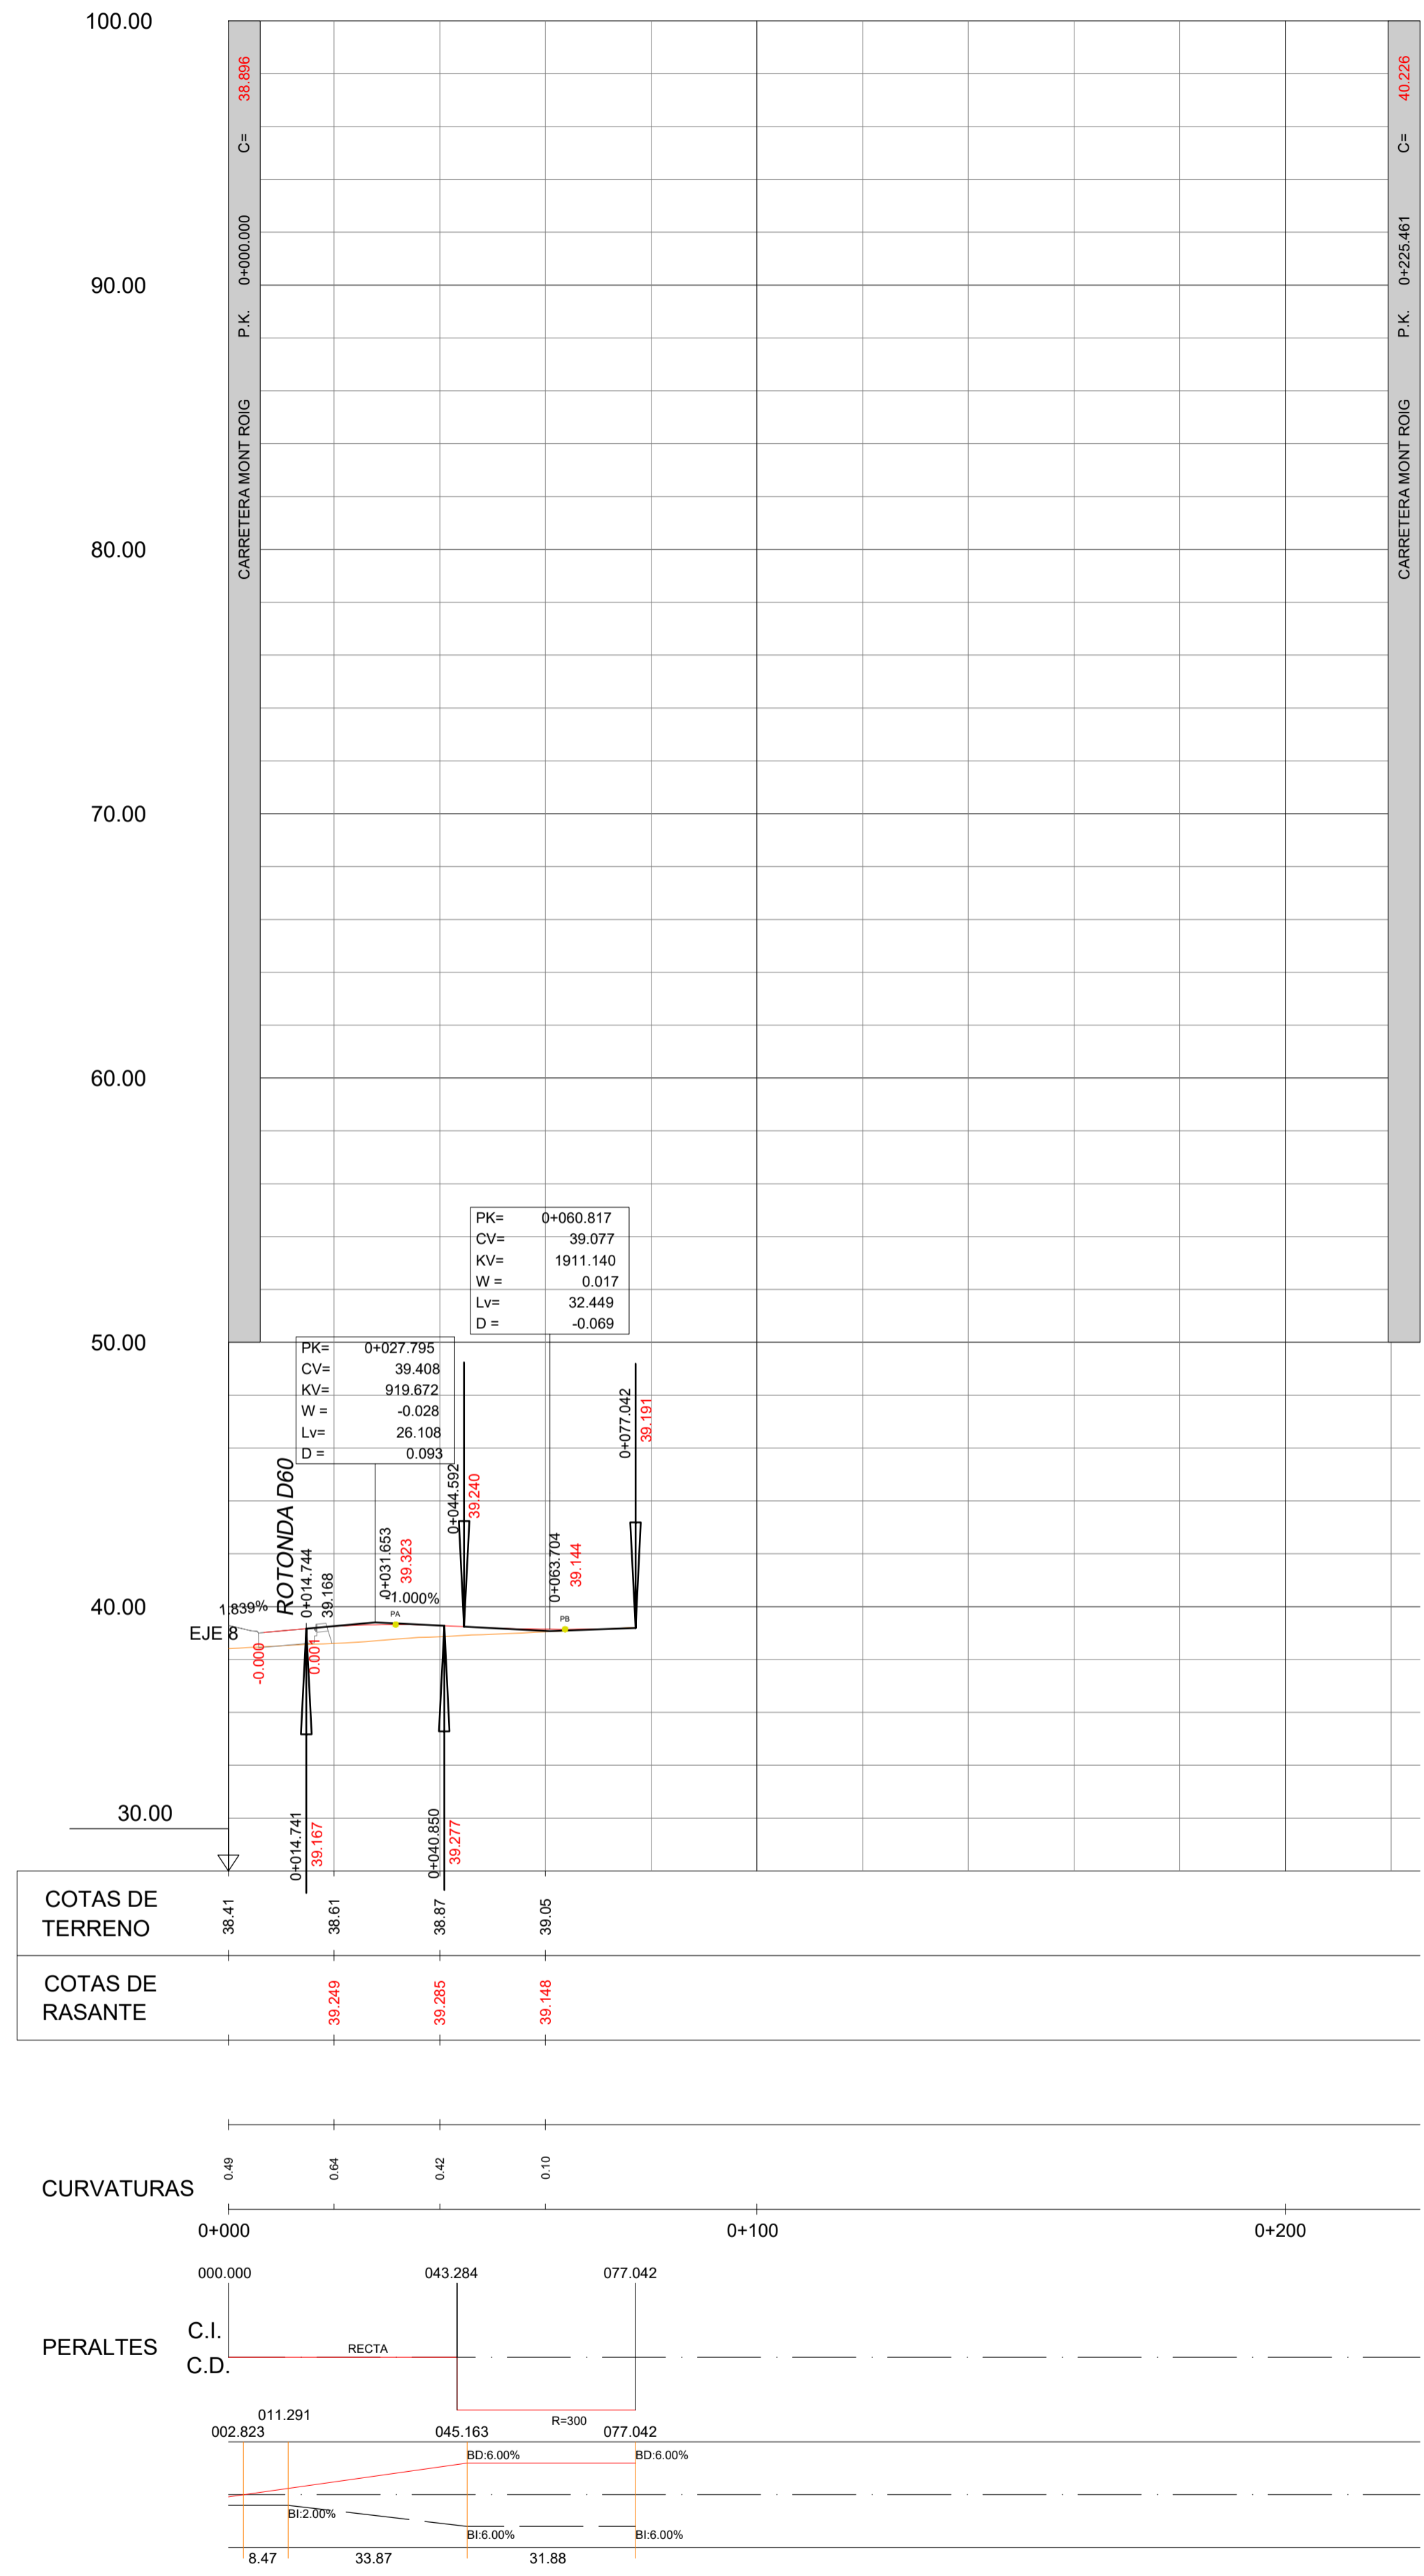 100.00
90.00
80.00
70.00
60.00
50.00
40.00
30.00
CARRETERA MONT ROIG P.K. 0+000.000 C= 38.896
CARRETERA MONT ROIG P.K. 0+225.461 C= 40.226
PK= 0+060.817
CV= 39.077
KV= 1911.140
W = 0.017
Lv= 32.449
D = -0.069
PK= 0+027.795
CV= 39.408
KV= 919.672
W = -0.028
Lv= 26.108
D = 0.093
ROTONDA D60
0+014.744
39.168
0+031.653
39.323
-1.000%
PA
0+044.592
39.240
0+063.704
39.144
PB
0+077.042
39.191
1.839%
EJE 8
-0.000
0.001
0+014.741
39.167
0+040.850
39.277
COTAS DE
TERRENO
38.41 38.61 38.87 39.05
COTAS DE
RASANTE
39.249 39.285 39.148
CURVATURAS
0.49 0.64 0.42 0.10
0+000 0+100 0+200
000.000 043.284 077.042
PERALTES
C.I.
C.D.
RECTA
R=300
011.291
002.823 045.163 077.042
BD:6.00% BD:6.00%
BI:2.00%
BI:6.00% BI:6.00%
8.47 33.87 31.88